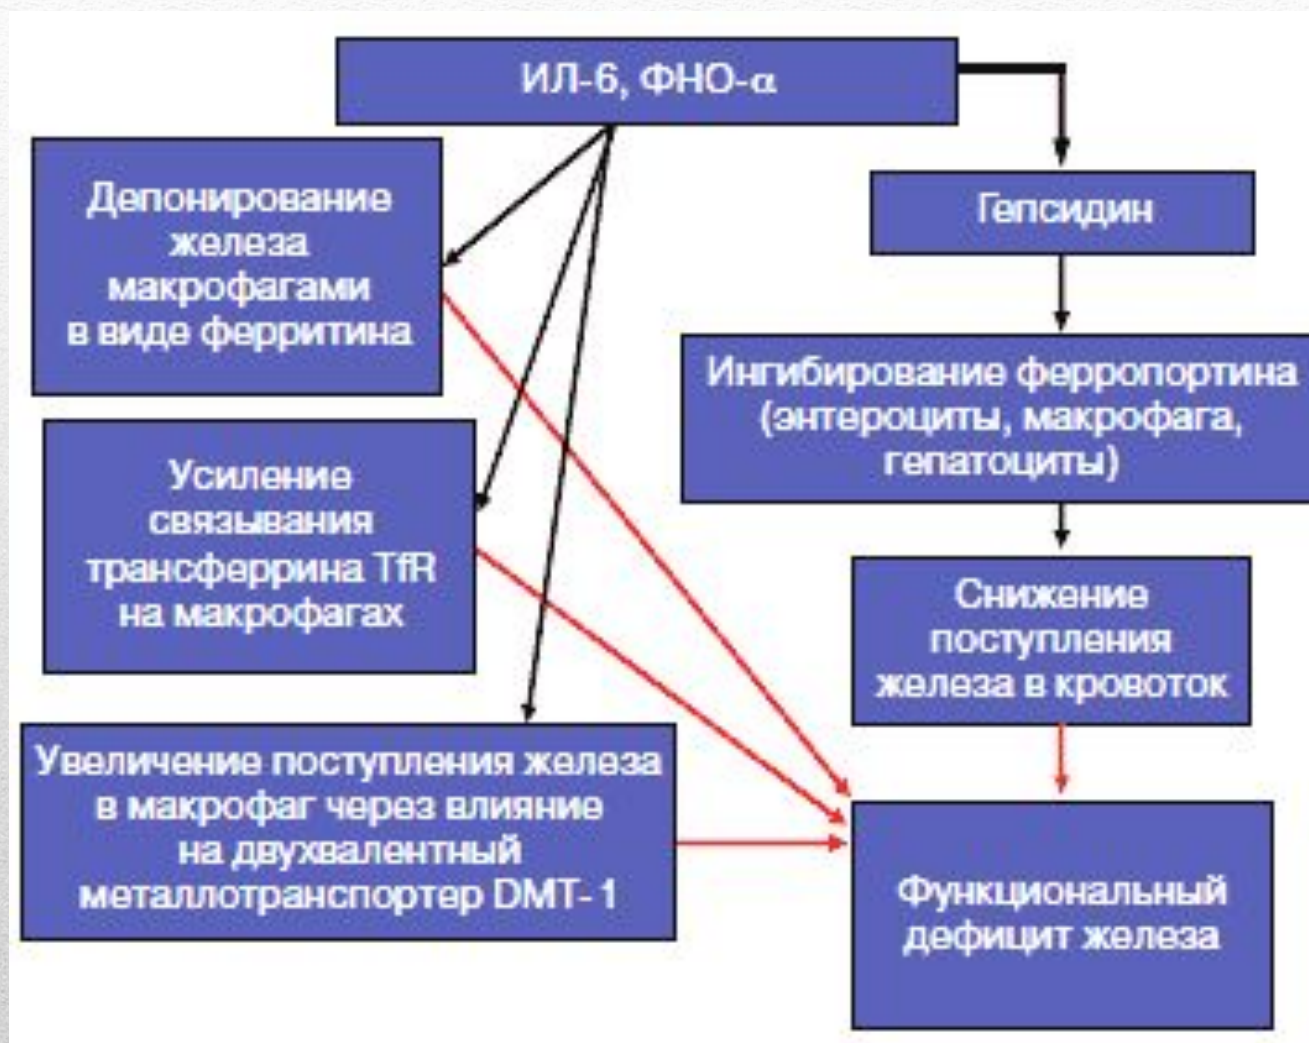 ИЛ-6, ФНО-α
Депонирование
железа
макрофагами
в виде ферритина
Гепсидин
Ингибирование ферропортина
(энтероциты, макрофага,
гепатоциты)
Усиление
связывания
трансферрина TfR
на макрофагах
Снижение
поступления
железа в кровоток
Увеличение поступления железа
в макрофаг через влияние
на двухвалентный
металлотранспортер DMT-1
Функциональный
дефицит железа